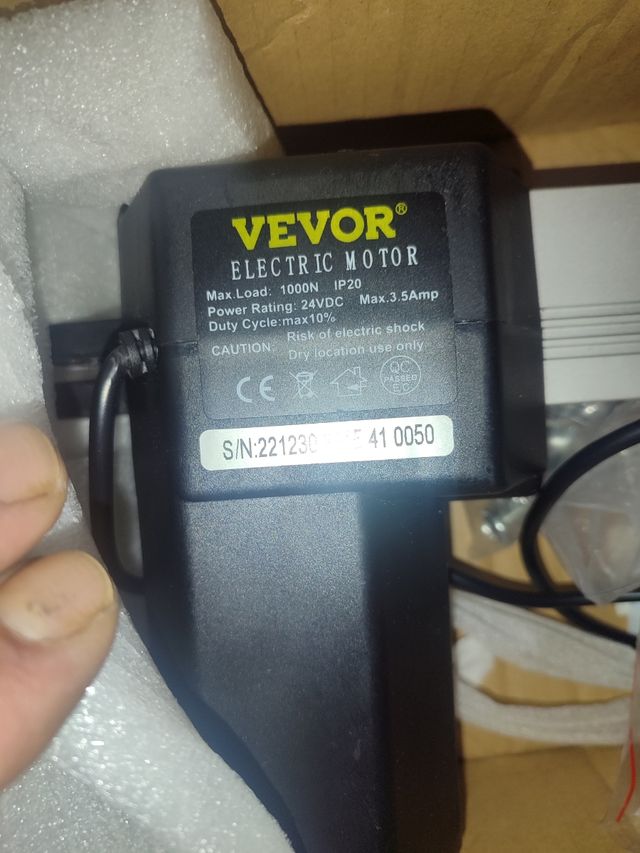 VEVOR®
ELECTRIC MOTOR
Max.Load: 1000N IP20
Power Rating: 24VDC Max.3.5Amp
Duty Cycle:max10%
CAUTION: Risk of electric shock
Dry location use only
CE
QC
PASSED
S/N:221230 41 0050